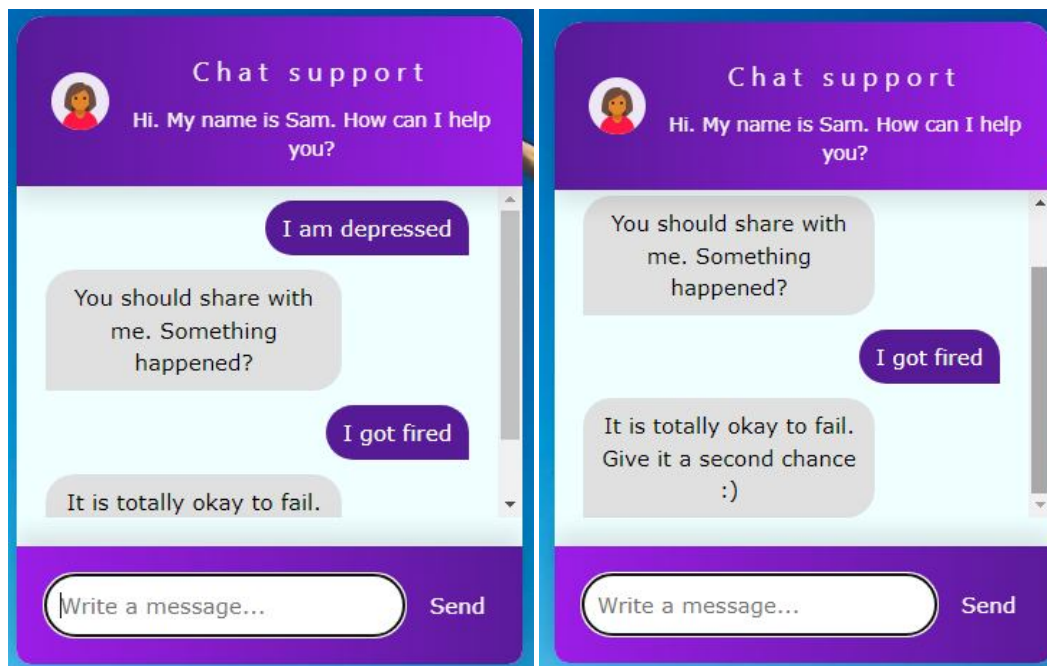 Chat support
Hi. My name is Sam. How can I help
you?
I am depressed
You should share with
me. Something
happened?
I got fired
It is totally okay to fail.
Write a message...
Send
Chat support
Hi. My name is Sam. How can I help
you?
You should share with
me. Something
happened?
I got fired
It is totally okay to fail.
Give it a second chance
:)
Write a message...
Send